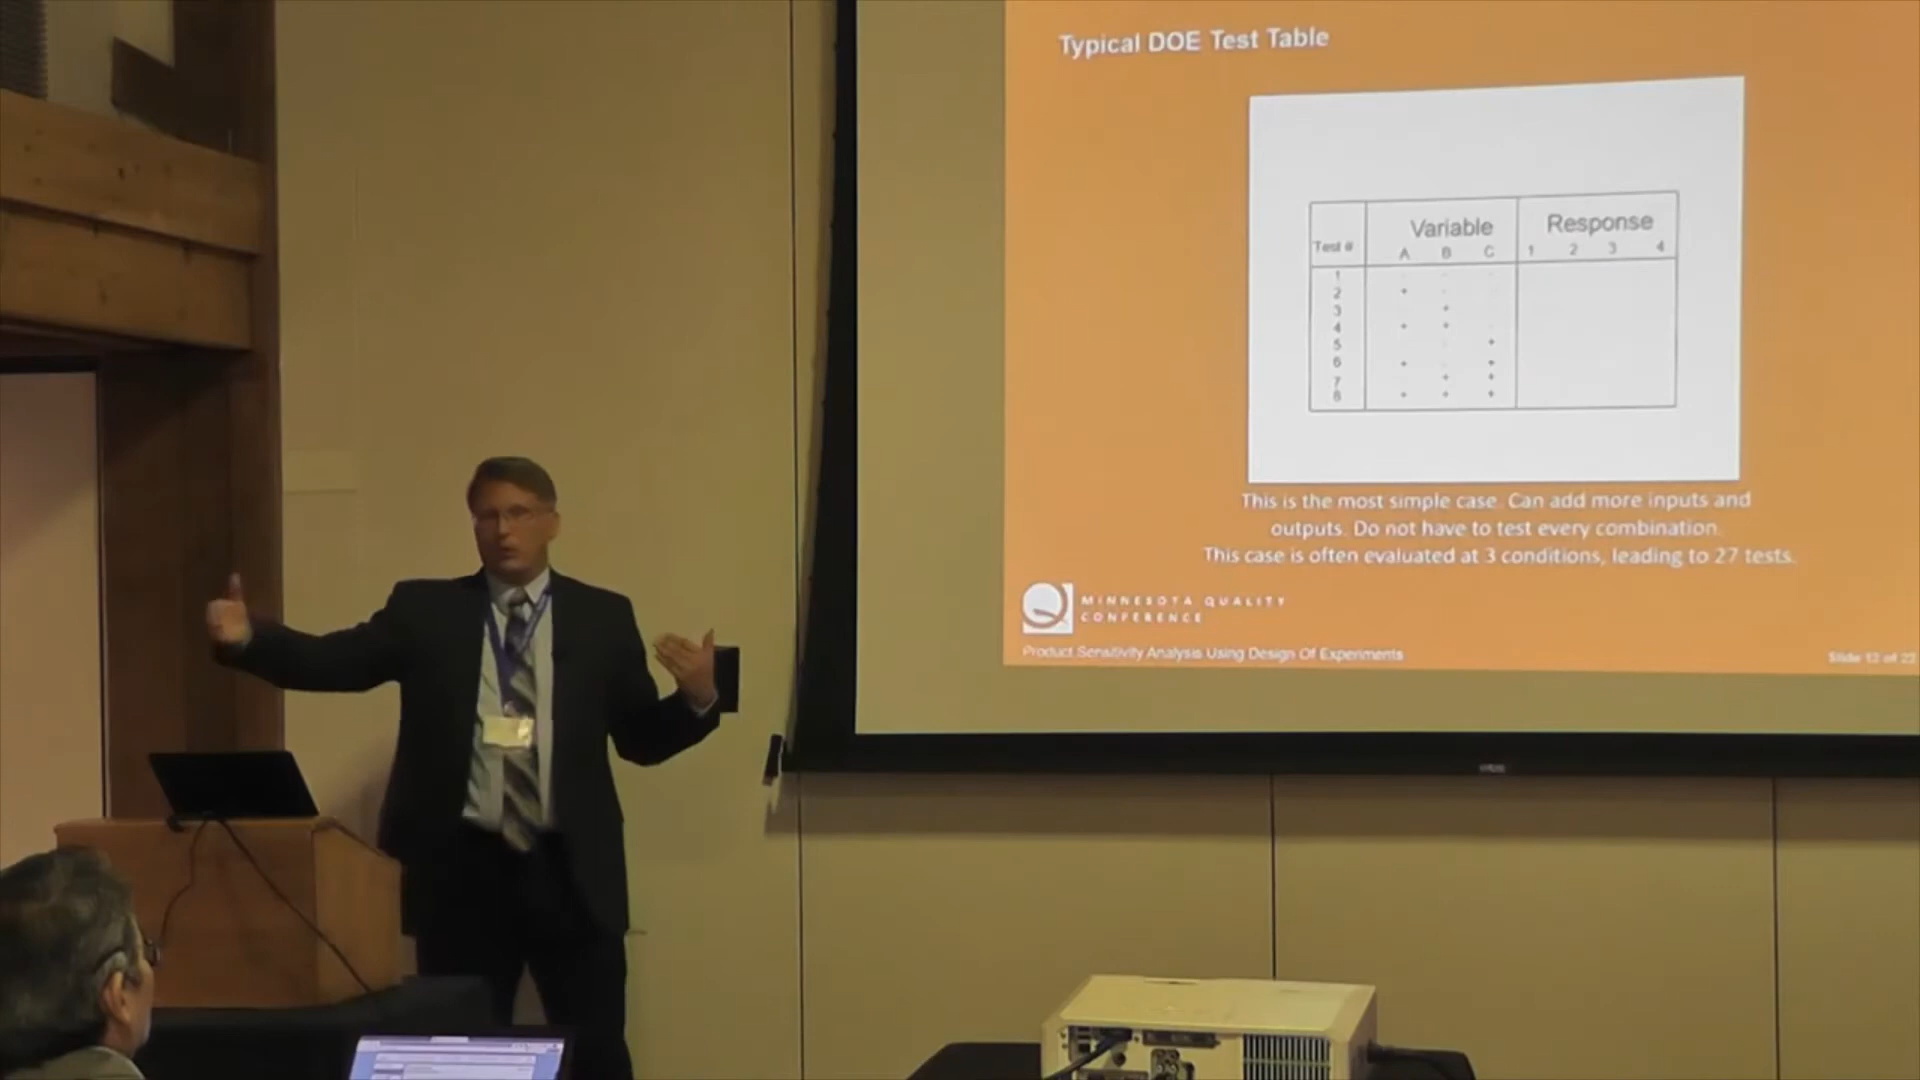 Typical DOE Test Table
Variable Response
Test # A B C 1 2 3 4
1 - - -
2 + - -
3 - + -
4 + + -
5 - - +
6 + - +
7 - + +
8 + + +
This is the most simple case. Can add more inputs and
outputs. Do not have to test every combination.
This case is often evaluated at 3 conditions, leading to 27 tests.
MINNESOTA QUALITY
CONFERENCE
Product Sensitivity Analysis Using Design Of Experiments
Slide 12 of 22